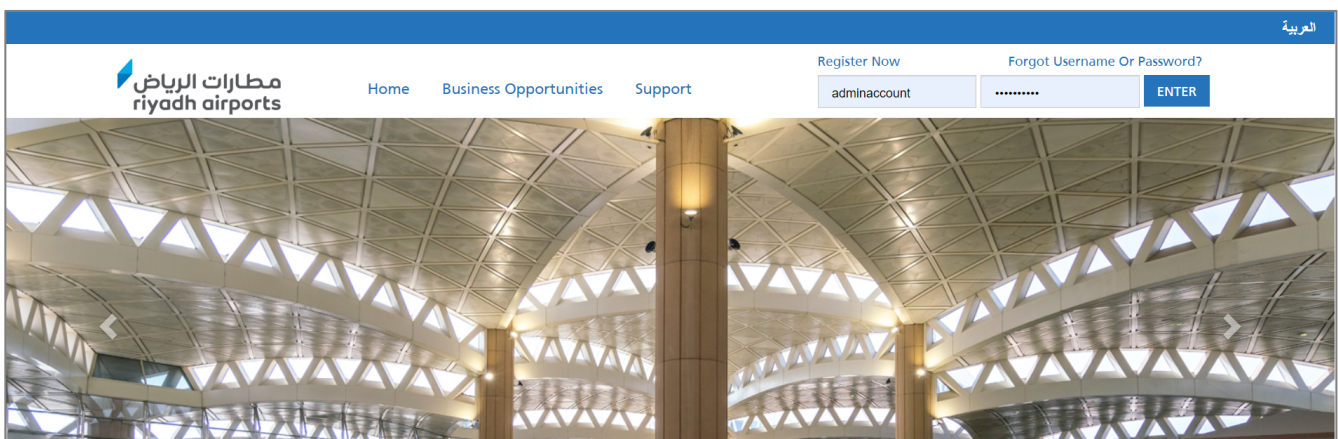 العربية
مطارات الرياض
riyadh airports
Home Business Opportunities Support
Register Now Forgot Username Or Password?
adminaccount •••••••••• ENTER